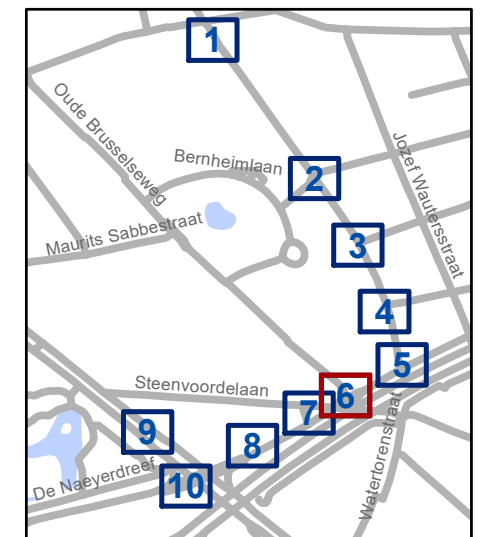 1
Oude Brusselseweg
Bernheimlaan
2
Jozef Wautersstraat
Maurits Sabbestraat
3
4
5
Steenvoordelaan
6
7
9
8
Watertorenstraat
De Naeyerdreef
10